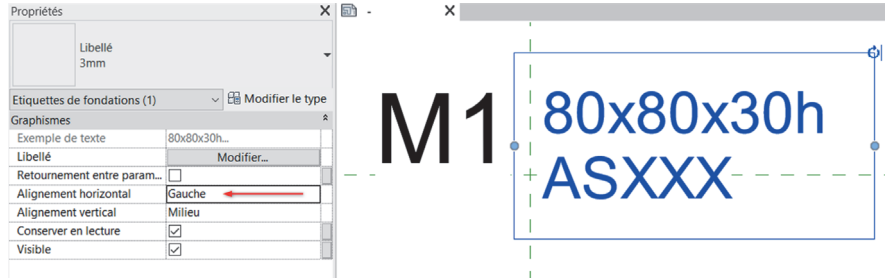 Propriétés
Libellé
3mm
Etiquettes de fondations (1)
Modifier le type
Graphismes
Exemple de texte 80x80x30h...
Libellé Modifier...
Retournement entre param...
Alignement horizontal Gauche
Alignement vertical Milieu
Conserver en lecture
Visible
-
M1
80x80x30h
ASXXX